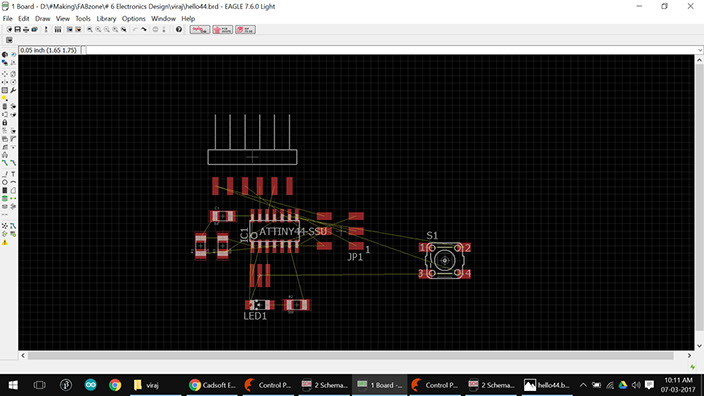 1 Board - D:\#Making\FABzone\# 6 Electronics Design\viraj\hello44.brd - EAGLE 7.6.0 Light
File Edit Draw View Tools Library Options Window Help
0.05 inch (1.65 1.75)
S1
1 2
3 4
IC1
ATTINY44-SSU
1
JP1
LED1
viraj
Cadsoft E...
Control P...
2 Schema...
1 Board -...
Control P...
2 Schema...
hello44.b...
10:11 AM
07-03-2017